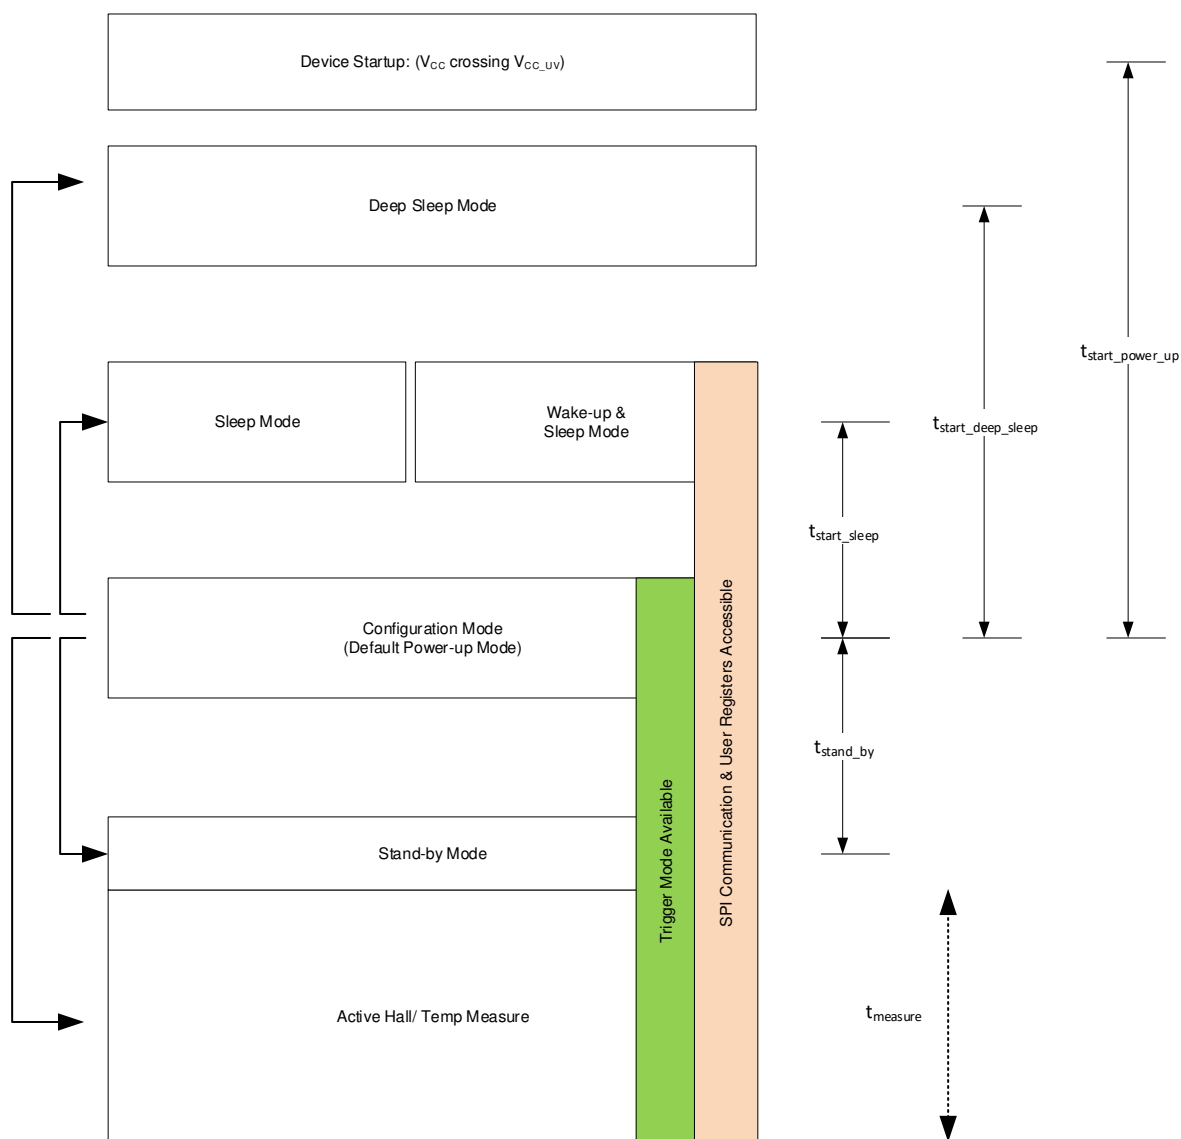 Device Startup: (VCC crossing VCC_UV)
Deep Sleep Mode
tstart_power_up
tstart_deep_sleep
Sleep Mode
Wake-up &
Sleep Mode
tstart_sleep
Configuration Mode
(Default Power-up Mode)
SPI Communication & User Registers Accessible
tstand_by
Trigger Mode Available
Stand-by Mode
Active Hall/ Temp Measure
tmeasure